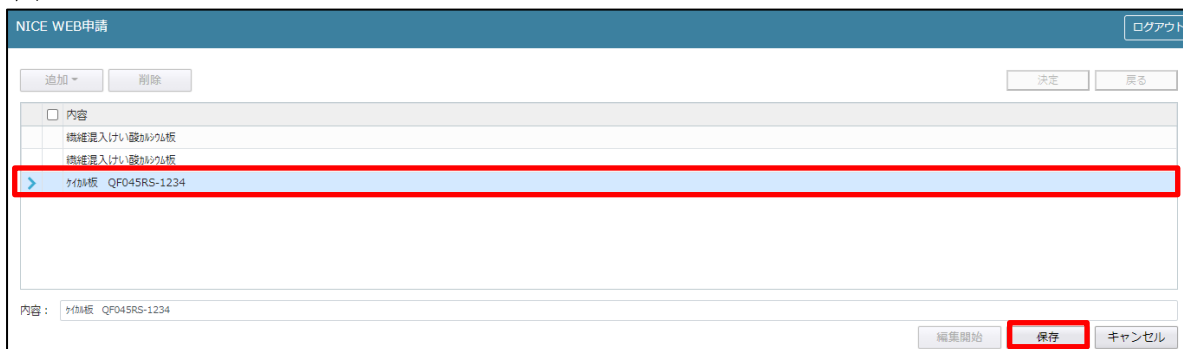 NICE WEB申請 ログアウト
追加 削除 決定 戻る
内容
繊維混入けい酸ｶﾙｼｳﾑ板
繊維混入けい酸ｶﾙｼｳﾑ板
ｹｲｶﾙ板 QF045RS-1234
内容： ｹｲｶﾙ板 QF045RS-1234
編集開始 保存 キャンセル